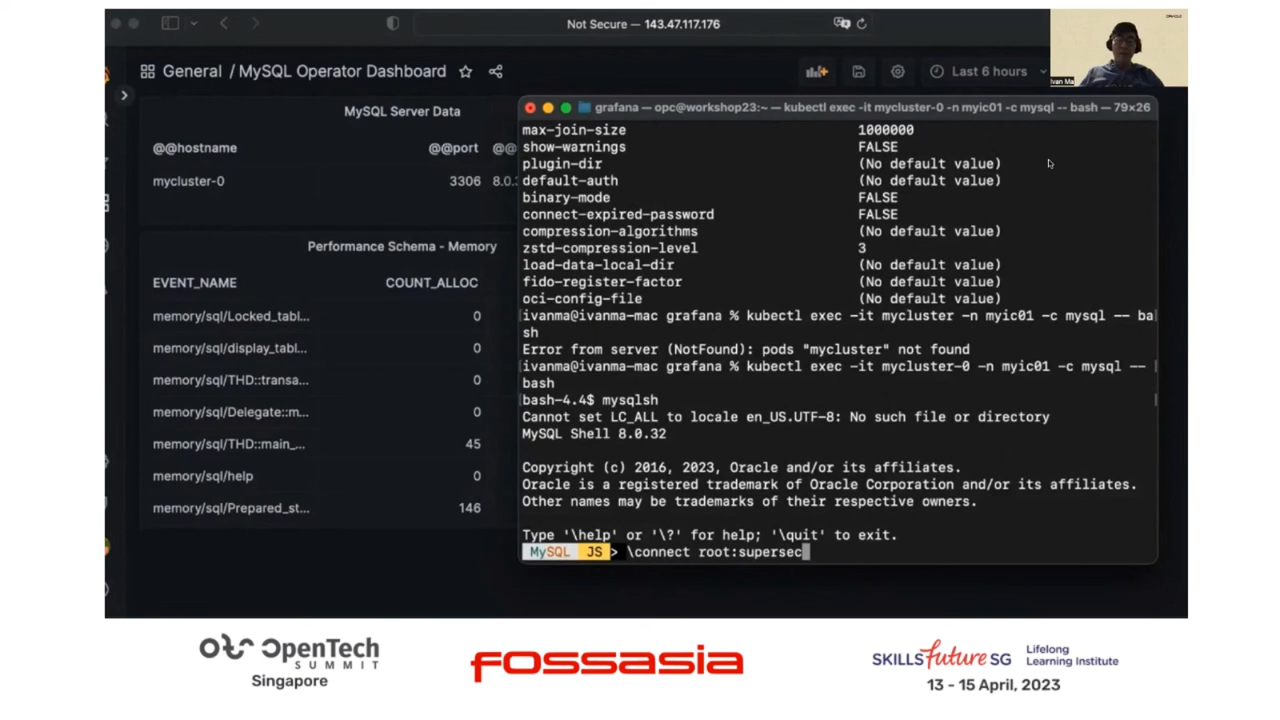 Not Secure — 143.47.117.176
ORACLE
General / MySQL Operator Dashboard
Last 6 hours
Ivan Ma
MySQL Server Data
@@hostname @@port @@
mycluster-0 3306 8.0.3
Performance Schema - Memory
EVENT_NAME COUNT_ALLOC
memory/sql/Locked_tabl... 0
memory/sql/display_tabl... 0
memory/sql/THD::transa... 0
memory/sql/Delegate::m... 0
memory/sql/THD::main_... 45
memory/sql/help 0
memory/sql/Prepared_st... 146
grafana — opc@workshop23:~ — kubectl exec -it mycluster-0 -n myic01 -c mysql -- bash — 79×26
max-join-size 1000000
show-warnings FALSE
plugin-dir (No default value)
default-auth (No default value)
binary-mode FALSE
connect-expired-password FALSE
compression-algorithms (No default value)
zstd-compression-level 3
load-data-local-dir (No default value)
fido-register-factor (No default value)
oci-config-file (No default value)
[ivanma@ivanma-mac grafana % kubectl exec -it mycluster -n myic01 -c mysql -- ba]
sh
Error from server (NotFound): pods "mycluster" not found
[ivanma@ivanma-mac grafana % kubectl exec -it mycluster-0 -n myic01 -c mysql -- ]
bash
[bash-4.4$ mysqlsh ]
Cannot set LC_ALL to locale en_US.UTF-8: No such file or directory
MySQL Shell 8.0.32
Copyright (c) 2016, 2023, Oracle and/or its affiliates.
Oracle is a registered trademark of Oracle Corporation and/or its affiliates.
Other names may be trademarks of their respective owners.
Type '\help' or '\?' for help; '\quit' to exit.
MySQL JS > \connect root:supersec
OpenTech
SUMMIT
Singapore
FOSSASIA
SKILLS future SG
Lifelong
Learning Institute
13 - 15 April, 2023